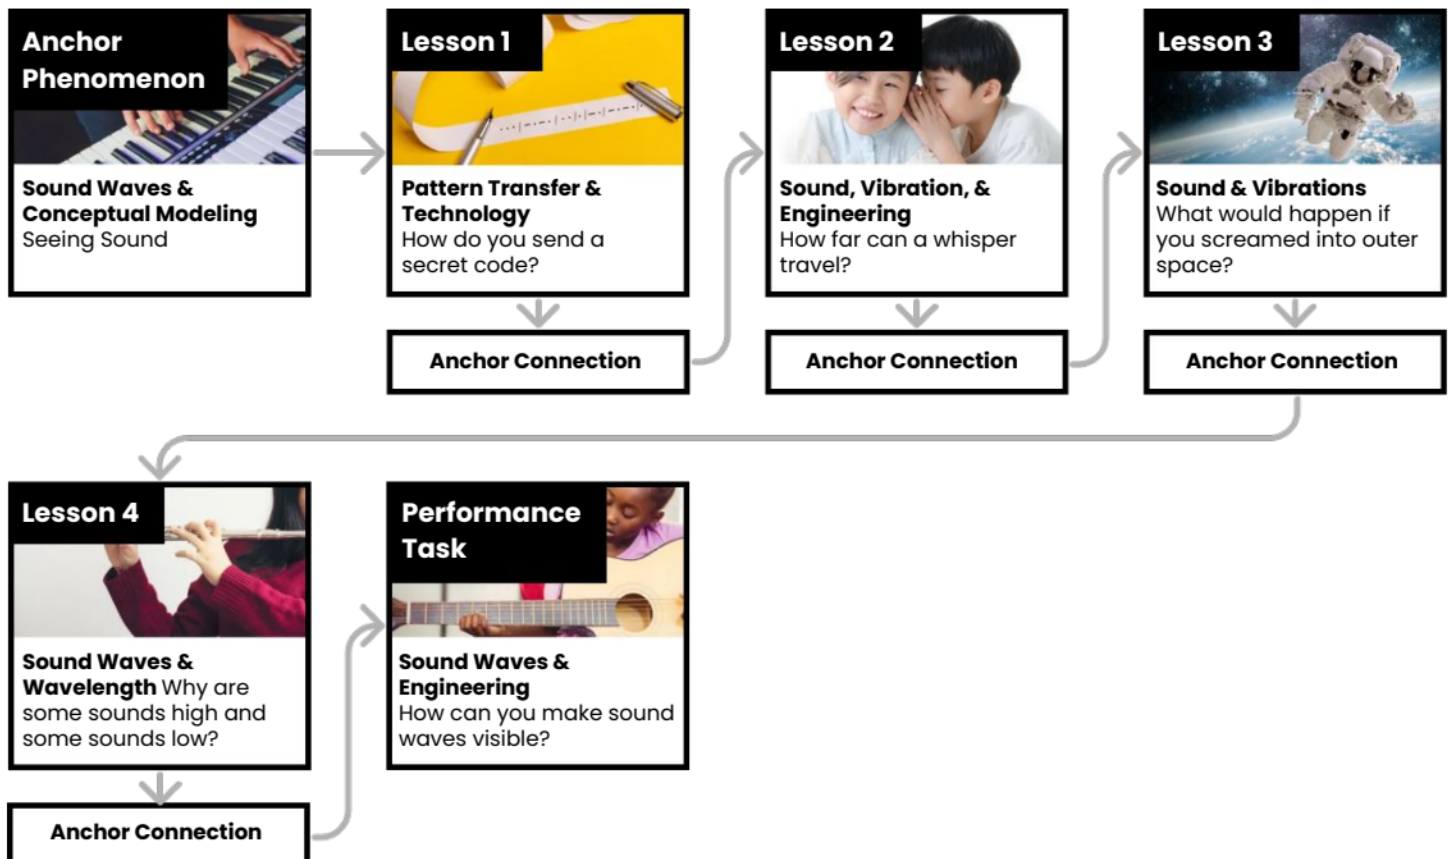 Anchor
Phenomenon
Sound Waves &
Conceptual Modeling
Seeing Sound
Lesson 1
Pattern Transfer &
Technology
How do you send a
secret code?
Anchor Connection
Lesson 2
Sound, Vibration, &
Engineering
How far can a whisper
travel?
Anchor Connection
Lesson 3
Sound & Vibrations
What would happen if
you screamed into outer
space?
Anchor Connection
Lesson 4
Sound Waves &
Wavelength Why are
some sounds high and
some sounds low?
Anchor Connection
Performance
Task
Sound Waves &
Engineering
How can you make sound
waves visible?